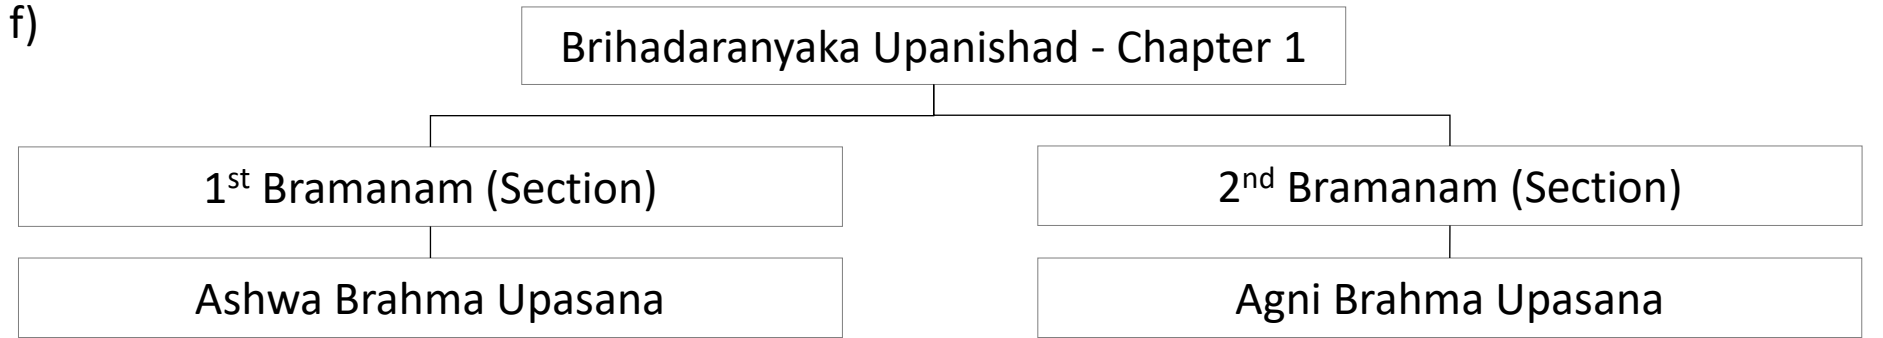 f)
Brihadaranyaka Upanishad - Chapter 1
1st Bramanam (Section)
2nd Bramanam (Section)
Ashwa Brahma Upasana
Agni Brahma Upasana